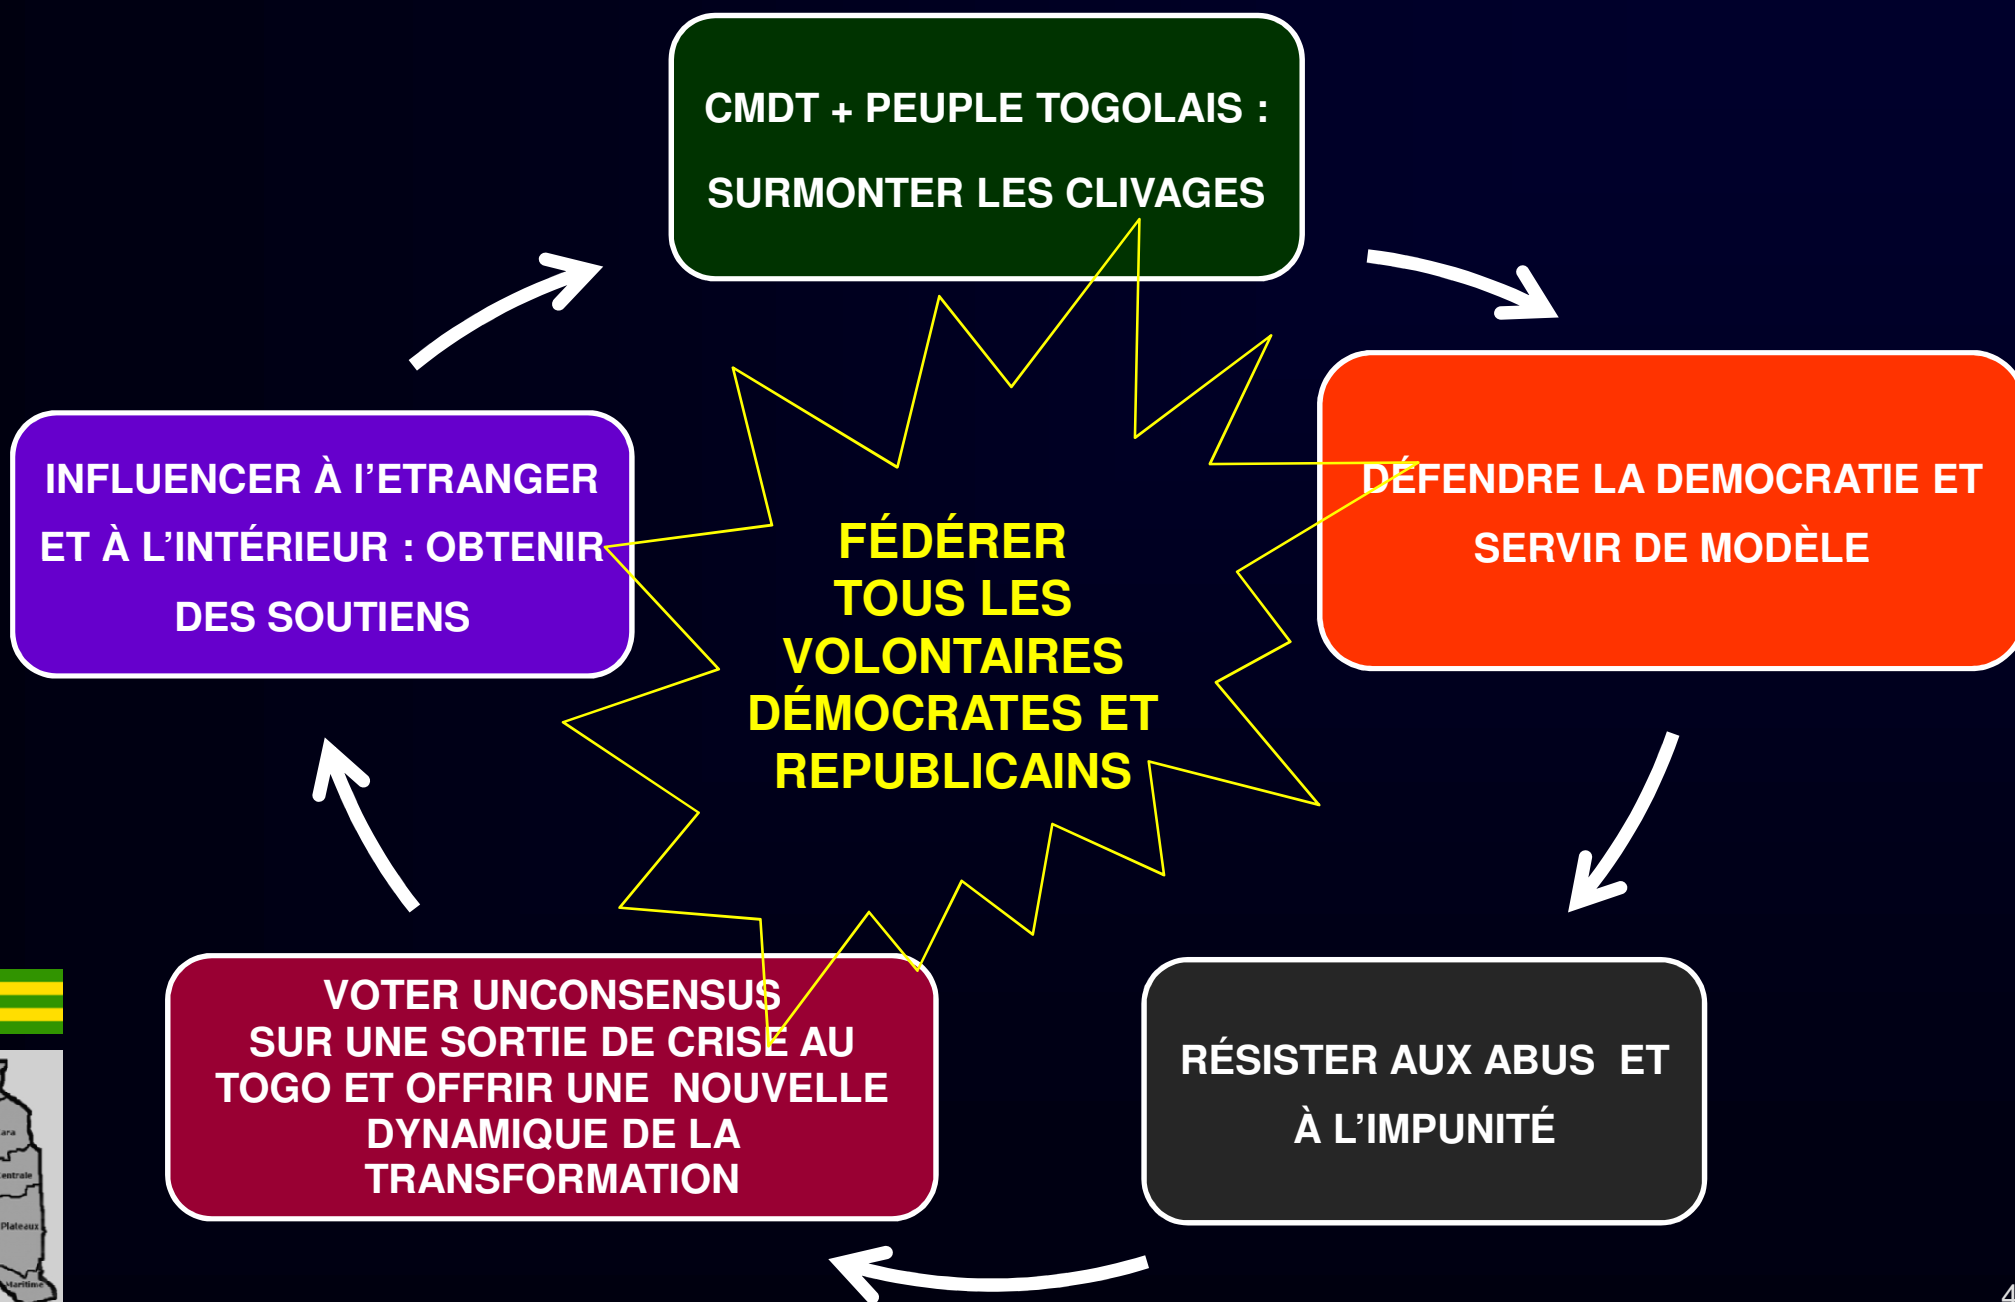 CMDT + PEUPLE TOGOLAIS :
SURMONTER LES CLIVAGES
DÉFENDRE LA DEMOCRATIE ET
SERVIR DE MODÈLE
RÉSISTER AUX ABUS ET
À L’IMPUNITÉ
VOTER UNCONSENSUS
SUR UNE SORTIE DE CRISE AU
TOGO ET OFFRIR UNE NOUVELLE
DYNAMIQUE DE LA
TRANSFORMATION
INFLUENCER À l’ETRANGER
ET À L’INTÉRIEUR : OBTENIR
DES SOUTIENS
FÉDÉRER
TOUS LES
VOLONTAIRES
DÉMOCRATES ET
REPUBLICAINS
Plateaux
Maritime